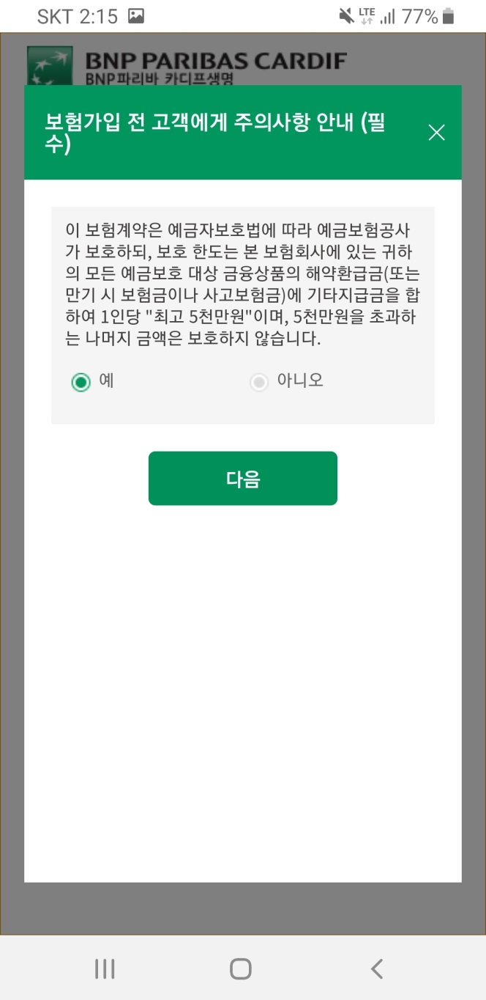 SKT 2:15
LTE
77%
BNP PARIBAS CARDIF
BNP파리바 카디프생명
보험가입 전 고객에게 주의사항 안내 (필
수)
이 보험계약은 예금자보호법에 따라 예금보험공사
가 보호하되, 보호 한도는 본 보험회사에 있는 귀하
의 모든 예금보호 대상 금융상품의 해약환급금(또는
만기 시 보험금이나 사고보험금)에 기타지급금을 합
하여 1인당 "최고 5천만원"이며, 5천만원을 초과하
는 나머지 금액은 보호하지 않습니다.
예
아니오
다음